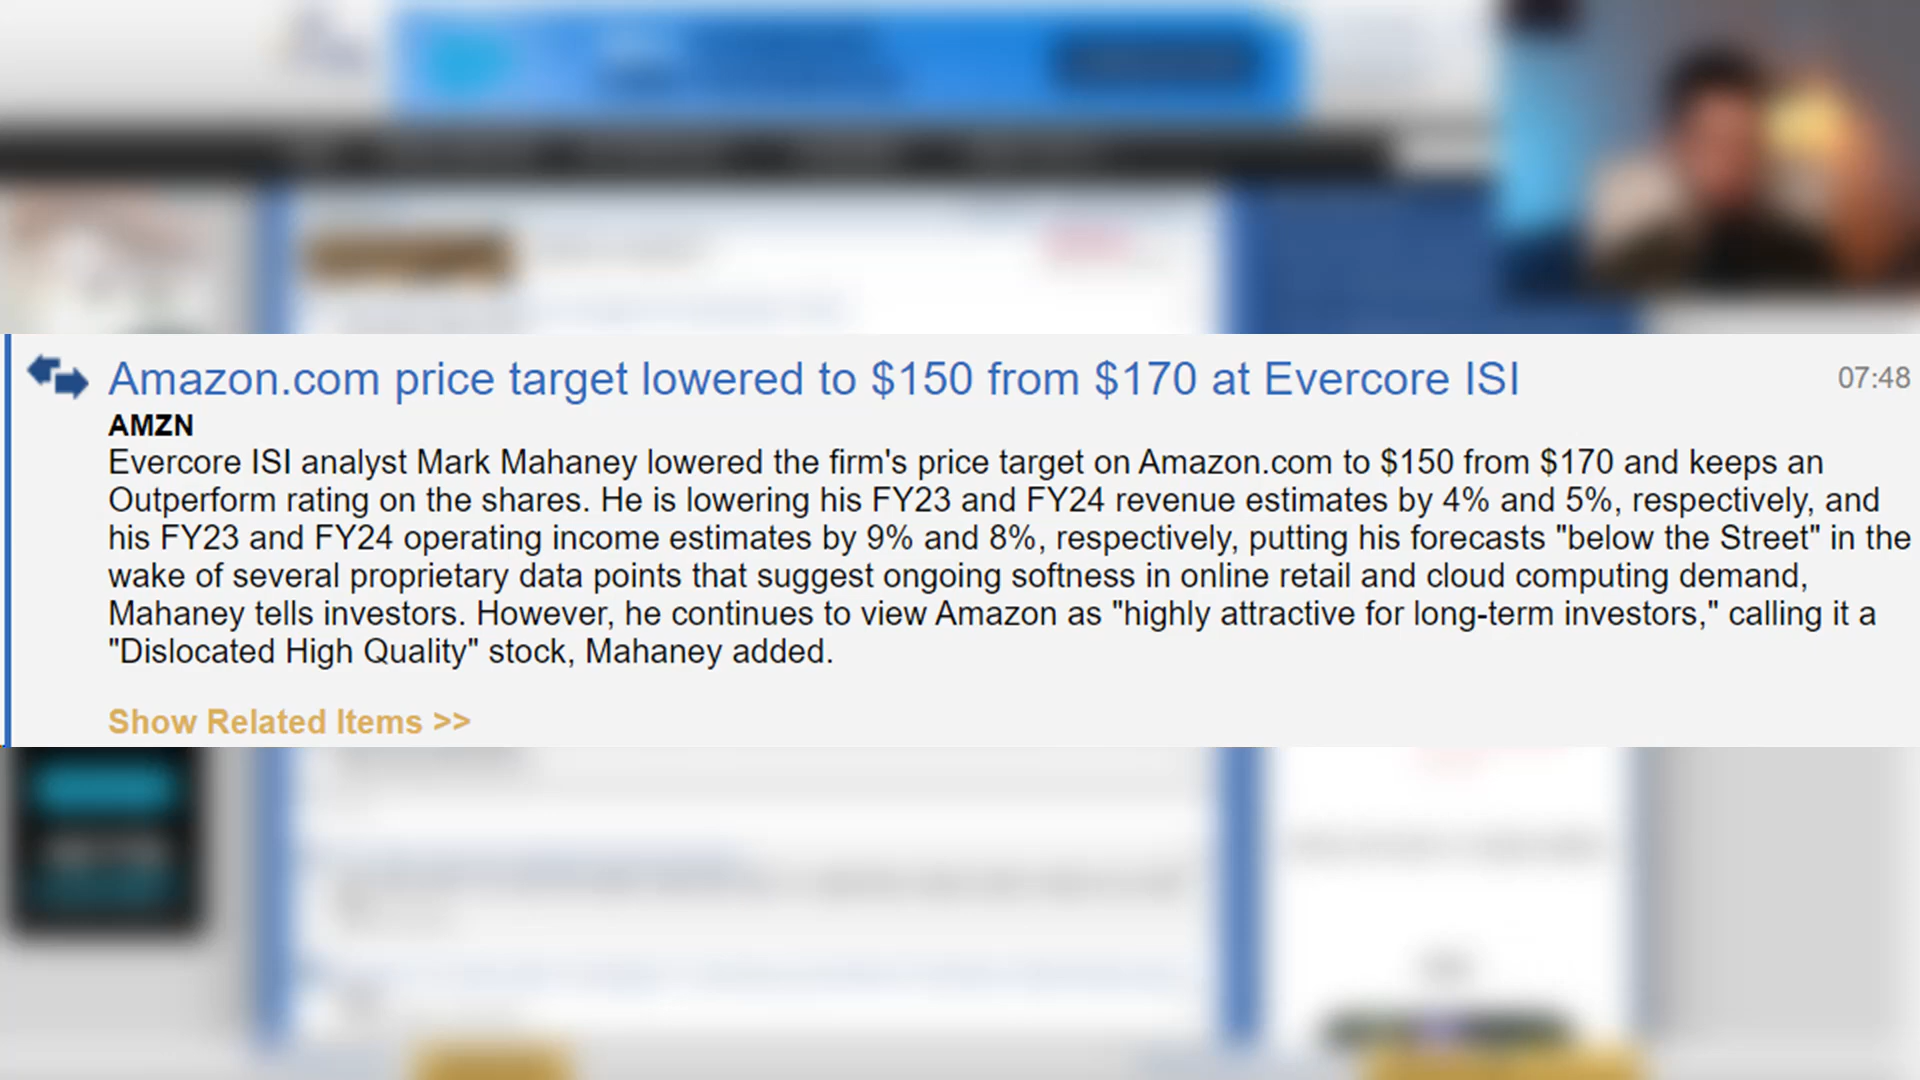 Amazon.com price target lowered to $150 from $170 at Evercore ISI
07:48
AMZN
Evercore ISI analyst Mark Mahaney lowered the firm's price target on Amazon.com to $150 from $170 and keeps an
Outperform rating on the shares. He is lowering his FY23 and FY24 revenue estimates by 4% and 5%, respectively, and
his FY23 and FY24 operating income estimates by 9% and 8%, respectively, putting his forecasts "below the Street" in the
wake of several proprietary data points that suggest ongoing softness in online retail and cloud computing demand,
Mahaney tells investors. However, he continues to view Amazon as "highly attractive for long-term investors," calling it a
"Dislocated High Quality" stock, Mahaney added.
Show Related Items >>